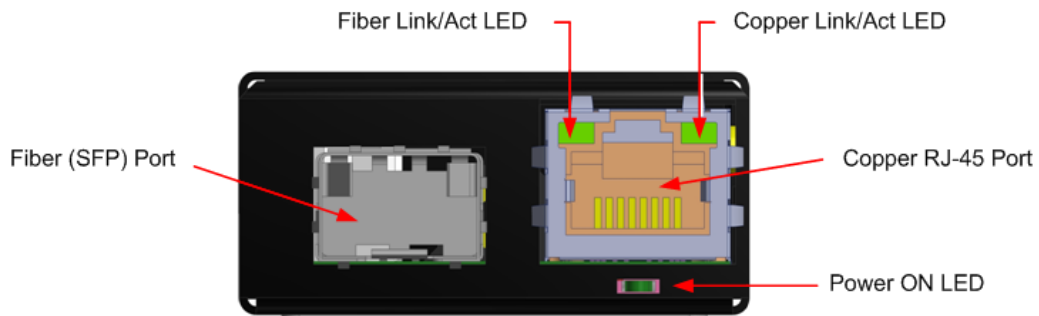 Fiber Link/Act LED
Copper Link/Act LED
Fiber (SFP) Port
Copper RJ-45 Port
Power ON LED